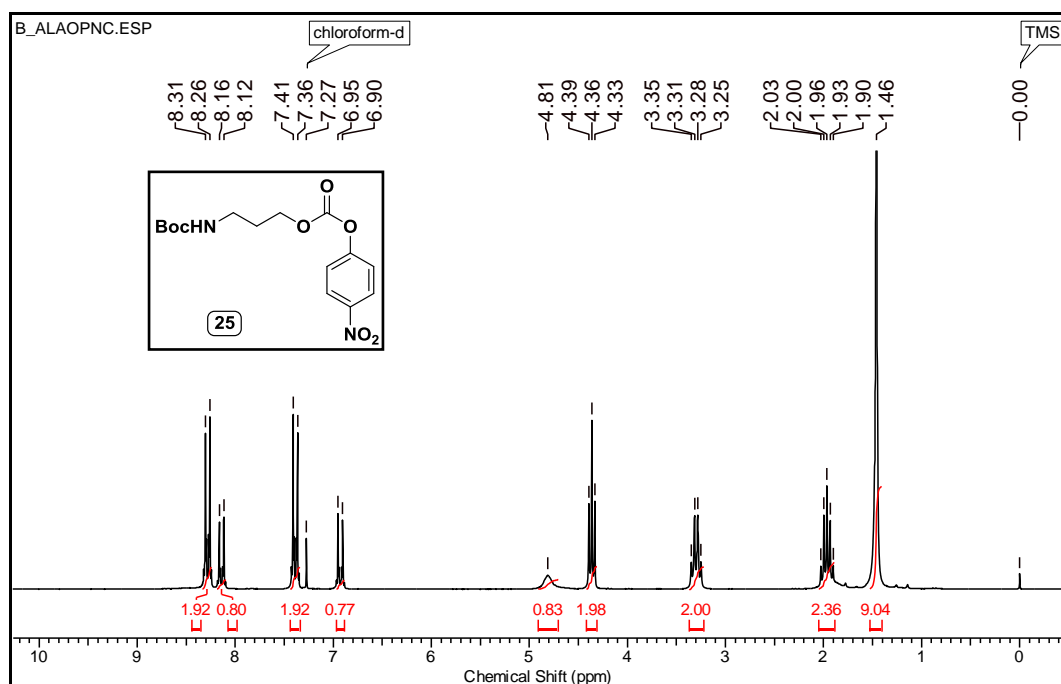 B_ALAOPNC.ESP
chloroform-d
TMS
8.31 8.26 8.16 8.12 7.41 7.36 7.27 6.95 6.90 4.81 4.39 4.36 4.33 3.35 3.31 3.28 3.25 2.03 2.00 1.96 1.93 1.90 1.46 0.00
O
BocHN O O
NO2
25
1.92 0.80 1.92 0.77 0.83 1.98 2.00 2.36 9.04
10 9 8 7 6 5 4 3 2 1 0
Chemical Shift (ppm)